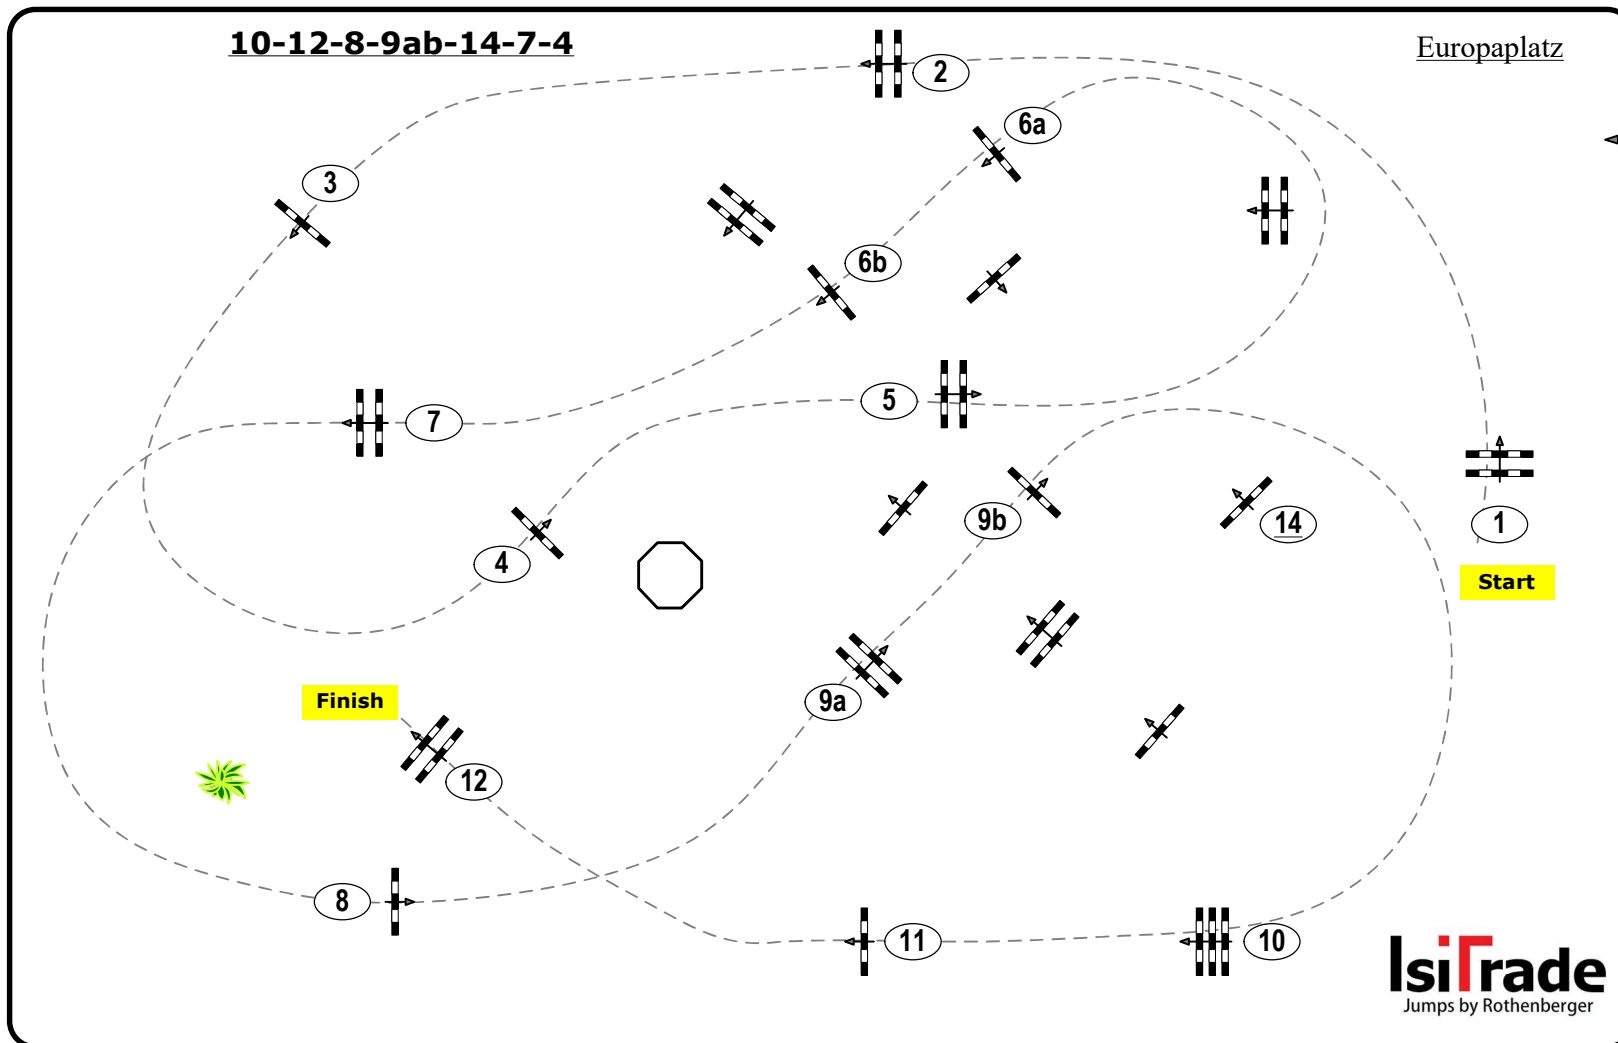 10-12-8-9ab-14-7-4
Europaplatz
2
6a
3
6b
7
5
4
9b
14
1
Start
Finish
9a
12
8
11
10
IsiTrade
Jumps by Rothenberger